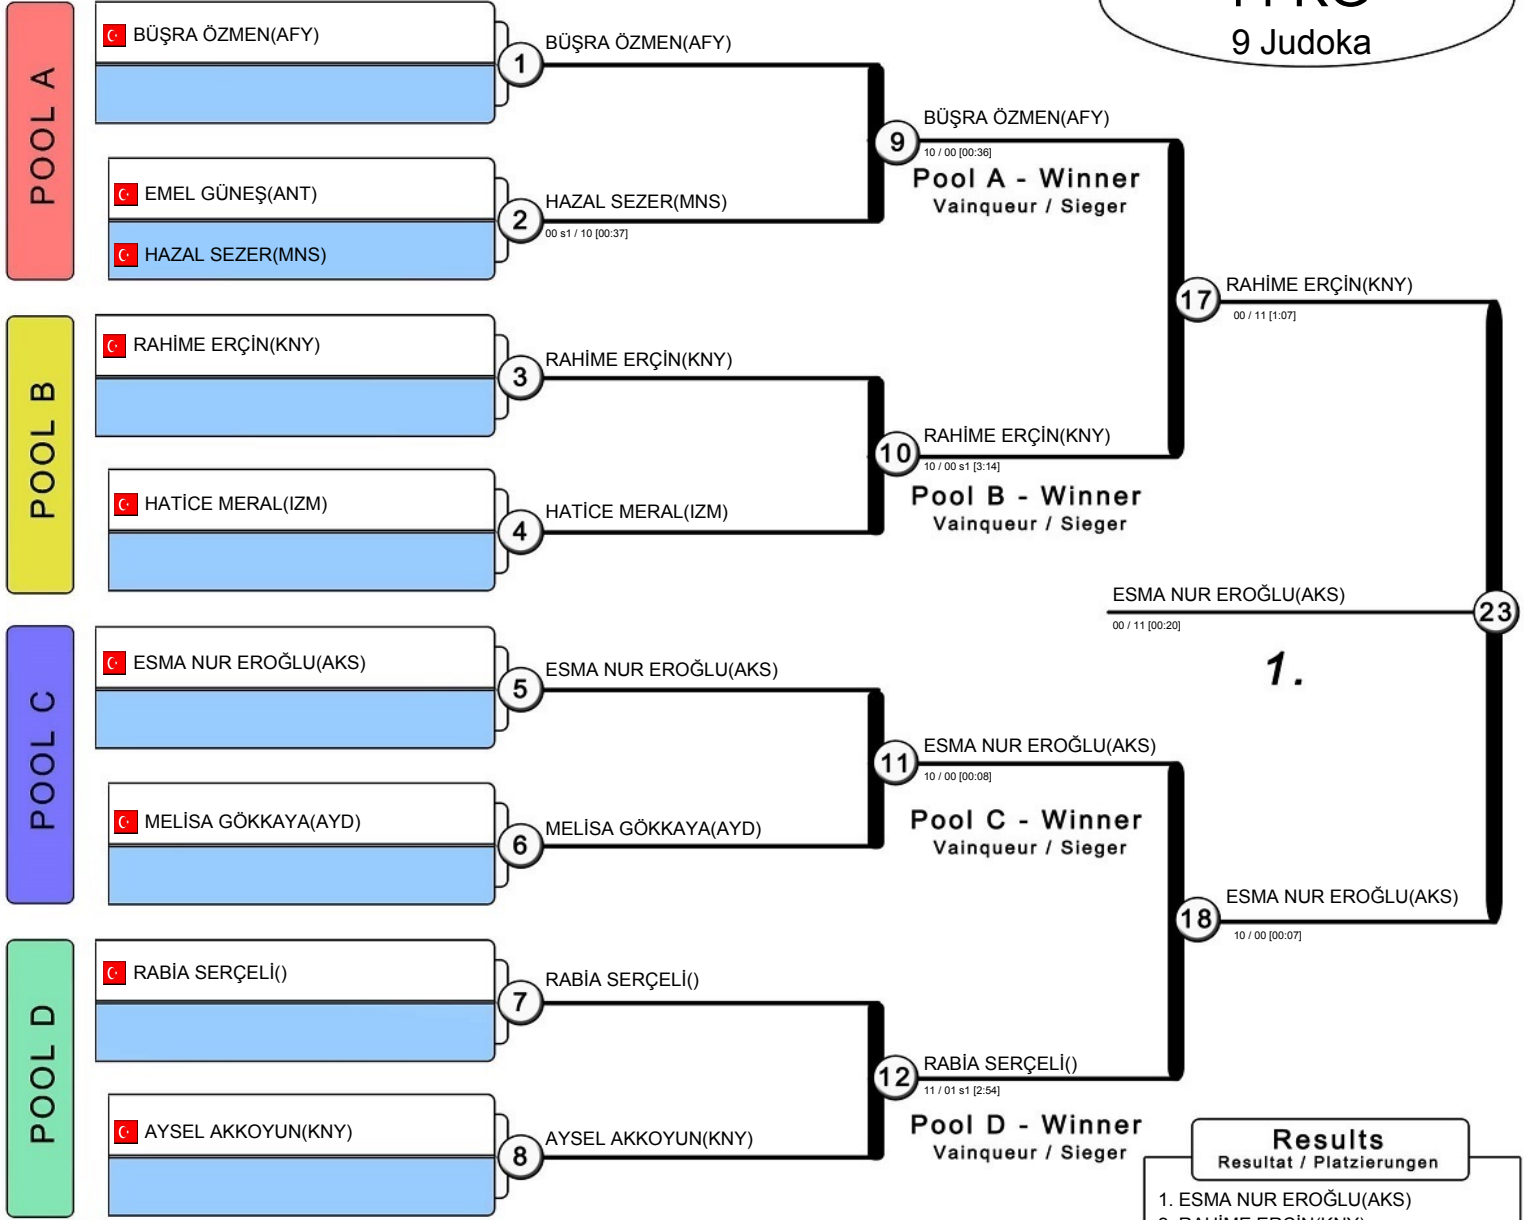 9 Judoka
POOL A
BÜŞRA ÖZMEN(AFY)
1
BÜŞRA ÖZMEN(AFY)
EMEL GÜNEŞ(ANT)
HAZAL SEZER(MNS)
2
HAZAL SEZER(MNS)
00 s1 / 10 [00:37]
9
BÜŞRA ÖZMEN(AFY)
10 / 00 [00:36]
Pool A - Winner
Vainqueur / Sieger
POOL B
RAHİME ERÇİN(KNY)
3
RAHİME ERÇİN(KNY)
HATİCE MERAL(IZM)
4
HATİCE MERAL(IZM)
10
RAHİME ERÇİN(KNY)
10 / 00 s1 [3:14]
Pool B - Winner
Vainqueur / Sieger
17
RAHİME ERÇİN(KNY)
00 / 11 [1:07]
POOL C
ESMA NUR EROĞLU(AKS)
5
ESMA NUR EROĞLU(AKS)
MELİSA GÖKKAYA(AYD)
6
MELİSA GÖKKAYA(AYD)
11
ESMA NUR EROĞLU(AKS)
10 / 00 [00:08]
Pool C - Winner
Vainqueur / Sieger
POOL D
RABİA SERÇELİ()
7
RABİA SERÇELİ()
AYSEL AKKOYUN(KNY)
8
AYSEL AKKOYUN(KNY)
12
RABİA SERÇELİ()
11 / 01 s1 [2:54]
Pool D - Winner
Vainqueur / Sieger
18
ESMA NUR EROĞLU(AKS)
10 / 00 [00:07]
ESMA NUR EROĞLU(AKS)
23
00 / 11 [00:20]
1.
Results
Resultat / Platzierungen
1. ESMA NUR EROĞLU(AKS)
2. RAHİME ERÇİN(KNY)